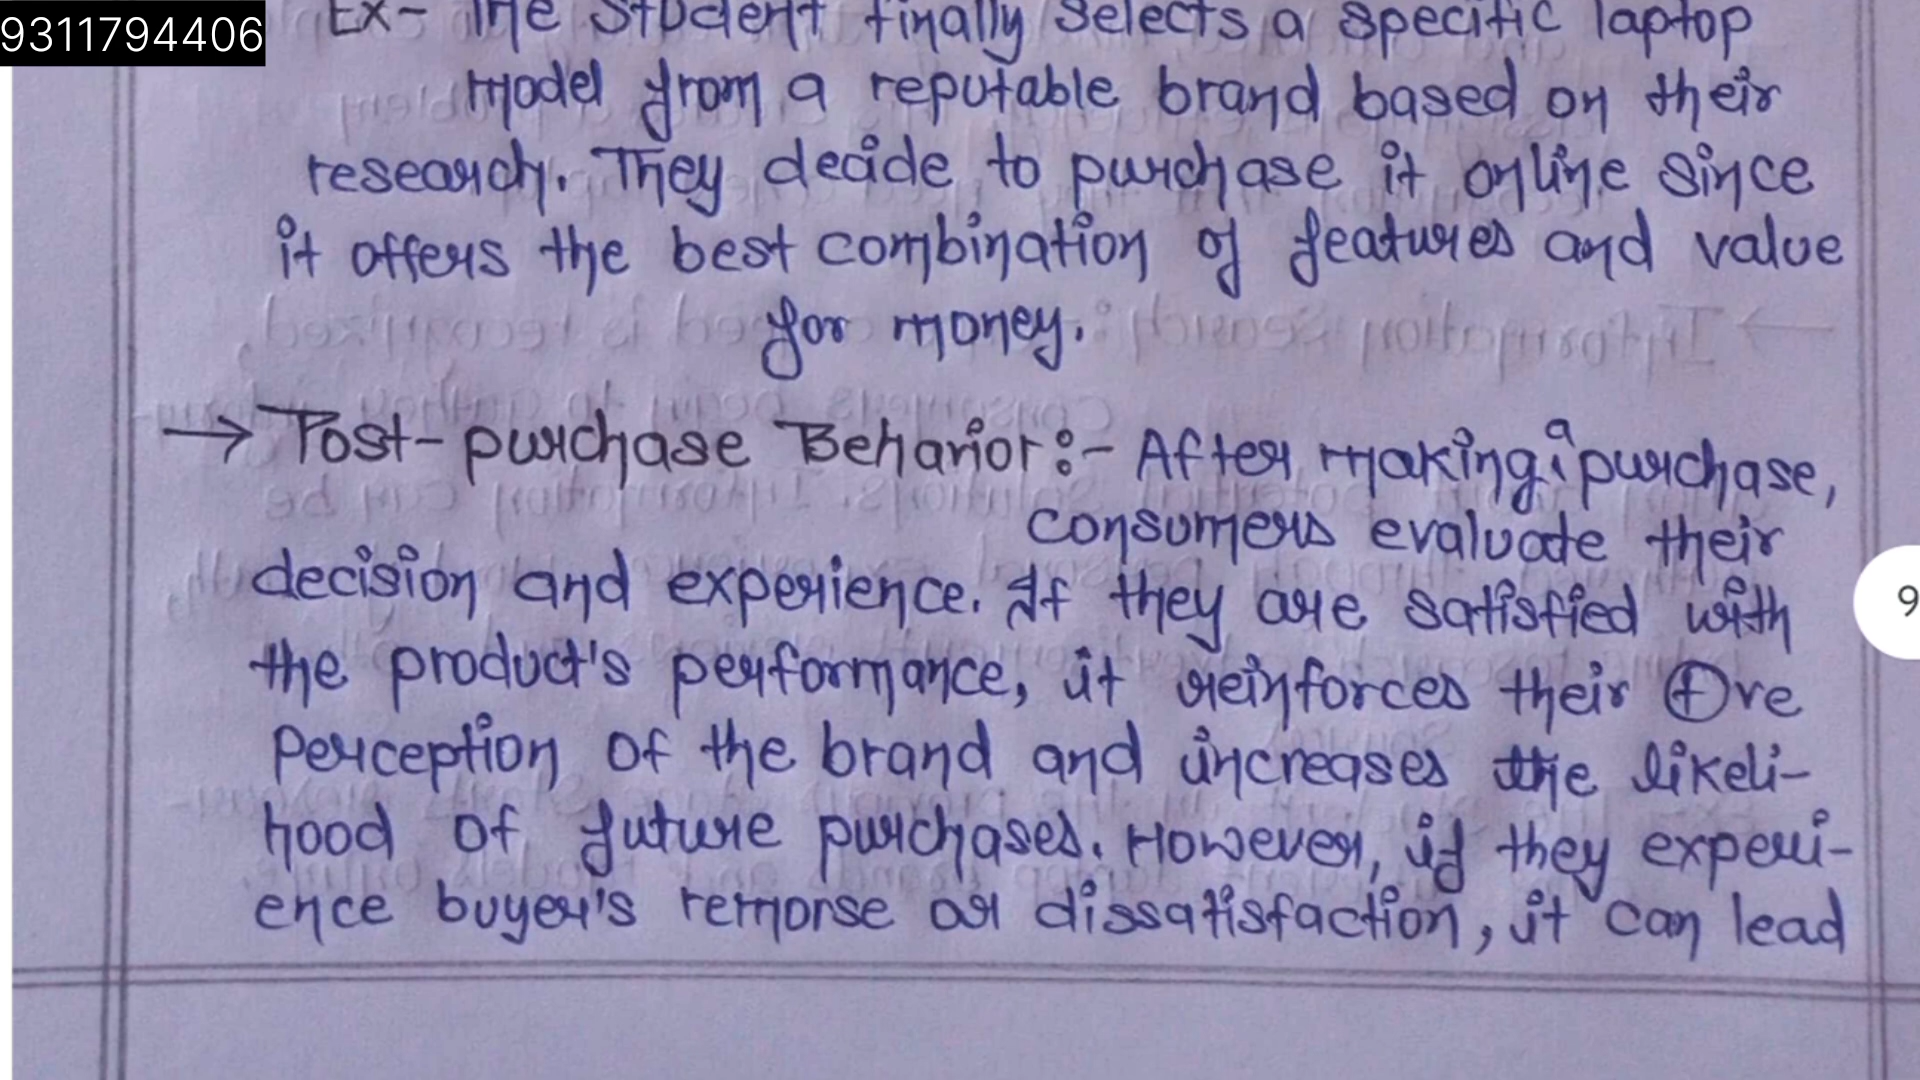 9311794406
Ex- The Student finally Selects a specific laptop
model from a reputable brand based on their
research. They decide to purchase it online since
it offers the best combination of features and value
for money.
→ Post-purchase Behavior:- After making a purchase,
consumers evaluate their
decision and experience. If they are satisfied with
the product's performance, it reinforces their ⊕ve
perception of the brand and increases the likeli-
hood of future purchases. However, if they experi-
ence buyer's remorse or dissatisfaction, it can lead
9